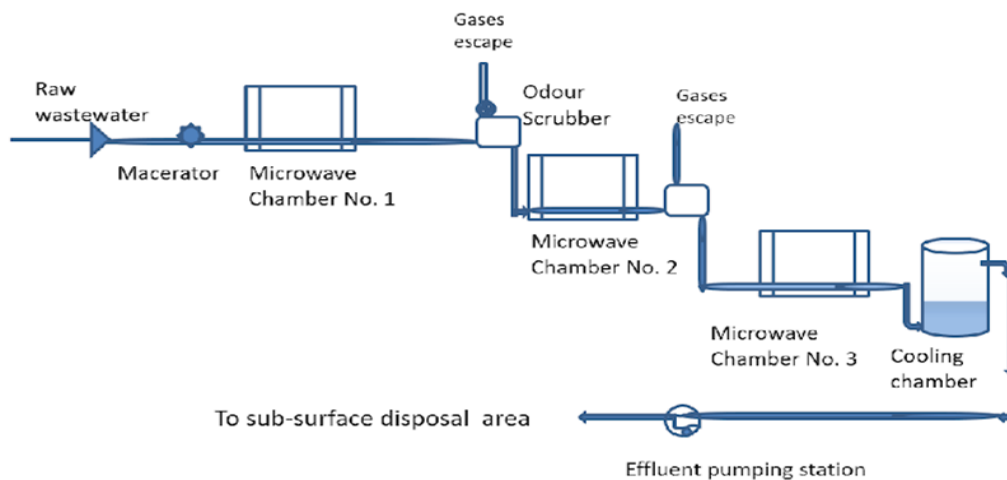 Gases
escape
Raw
wastewater
Odour
Scrubber
Gases
escape
Macerator
Microwave
Chamber No. 1
Microwave
Chamber No. 2
Microwave
Chamber No. 3
Cooling
chamber
To sub-surface disposal area
Effluent pumping station